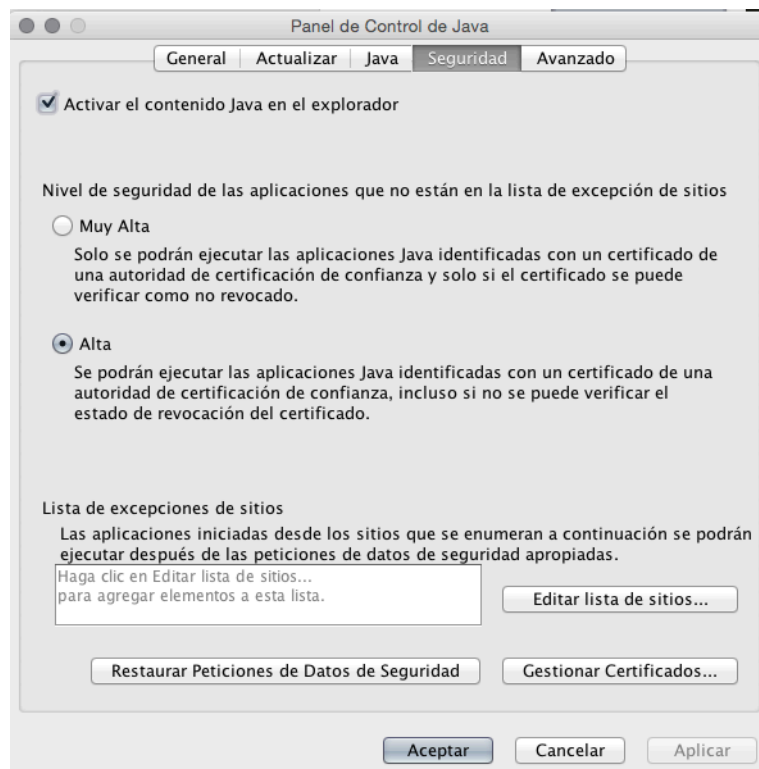 Panel de Control de Java
General Actualizar Java Seguridad Avanzado
Activar el contenido Java en el explorador
Nivel de seguridad de las aplicaciones que no están en la lista de excepción de sitios
Muy Alta
Solo se podrán ejecutar las aplicaciones Java identificadas con un certificado de
una autoridad de certificación de confianza y solo si el certificado se puede
verificar como no revocado.
Alta
Se podrán ejecutar las aplicaciones Java identificadas con un certificado de una
autoridad de certificación de confianza, incluso si no se puede verificar el
estado de revocación del certificado.
Lista de excepciones de sitios
Las aplicaciones iniciadas desde los sitios que se enumeran a continuación se podrán
ejecutar después de las peticiones de datos de seguridad apropiadas.
Haga clic en Editar lista de sitios...
para agregar elementos a esta lista.
Editar lista de sitios...
Restaurar Peticiones de Datos de Seguridad Gestionar Certificados...
Aceptar Cancelar Aplicar